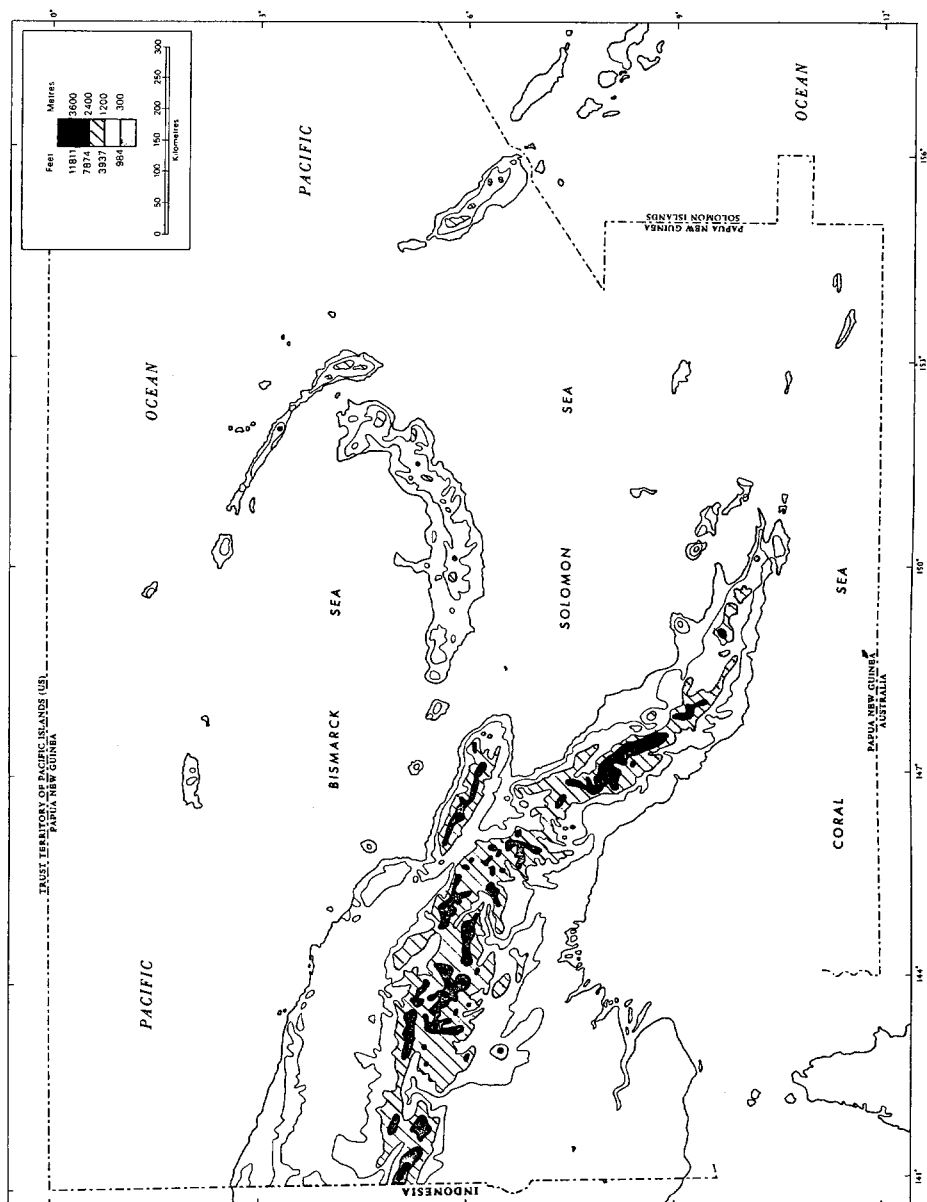 Feet Metres
11811 3600
7874 2400
3937 1200
984 300
0 50 100 150 200 250 300
Kilometres
TRUST TERRITORY OF PACIFIC ISLANDS (US)
PAPUA NEW GUINEA
PACIFIC
OCEAN
PACIFIC
OCEAN
BISMARCK
SEA
SOLOMON
SEA
CORAL
SEA
INDONESIA
PAPUA NEW GUINEA
SOLOMON ISLANDS
PAPUA NEW GUINEA
AUSTRALIA
0°
3°
6°
9°
12°
141°
144°
147°
150°
153°
156°